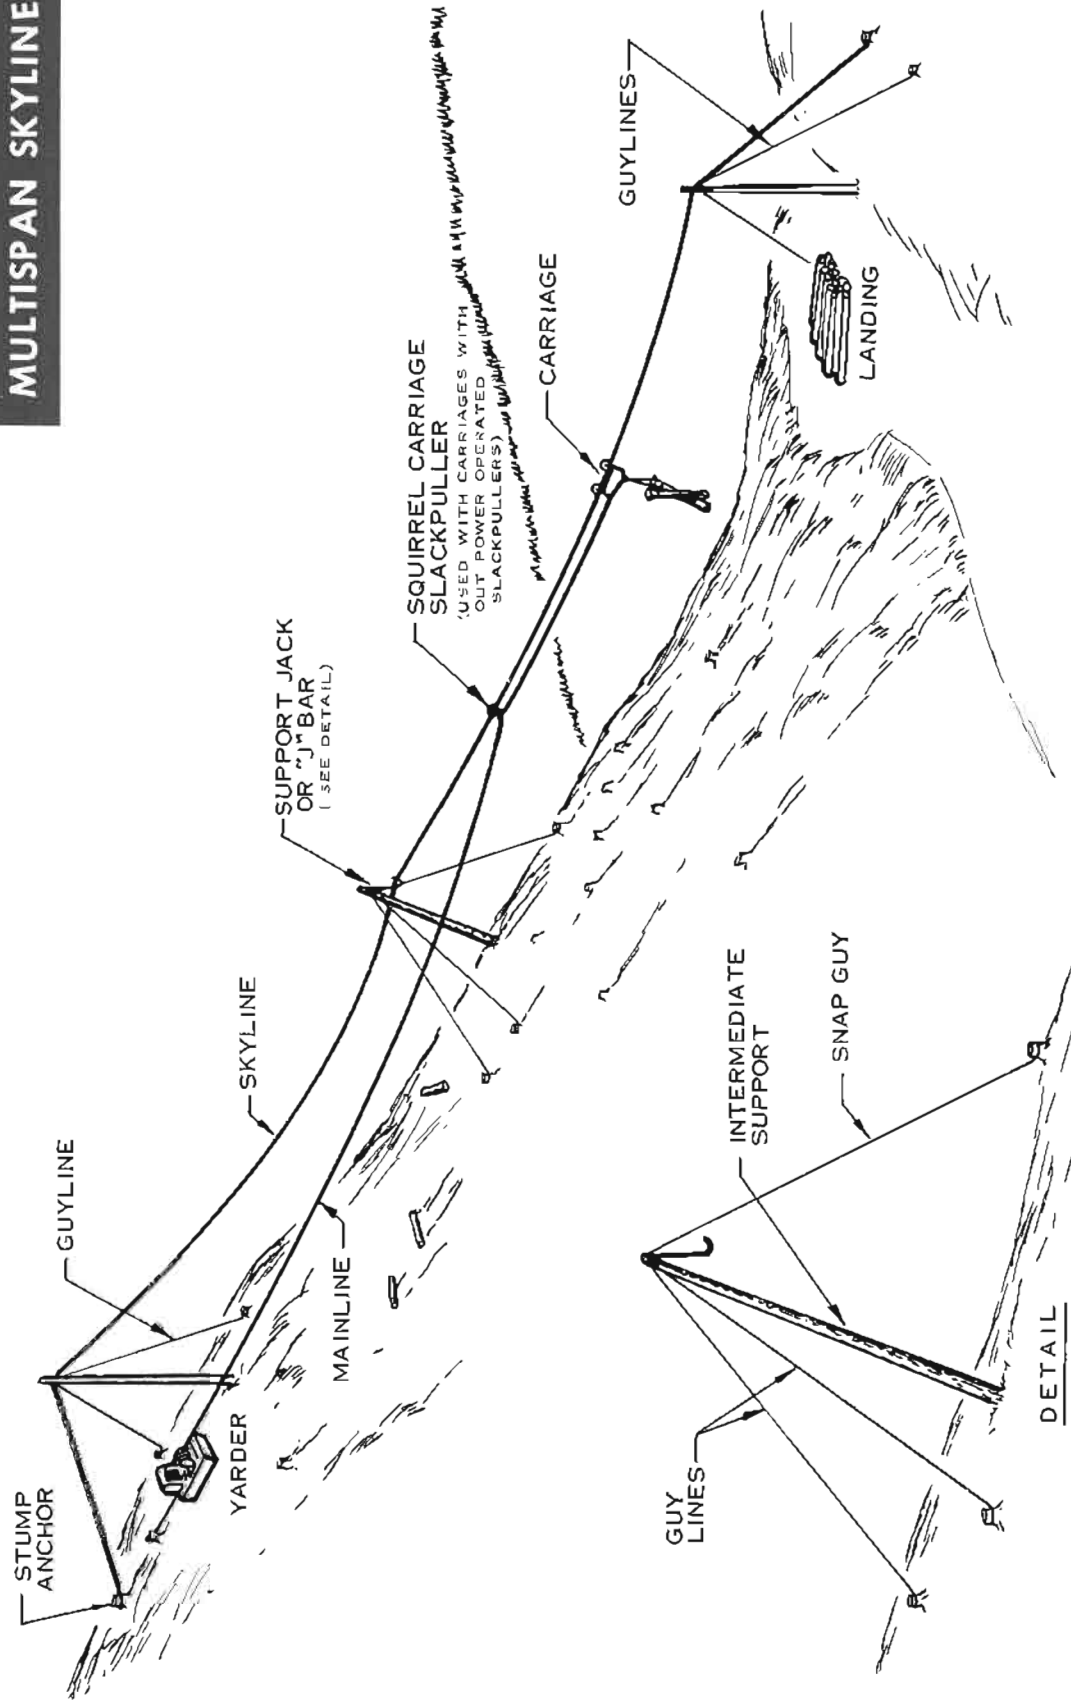 MULTISPAN SKYLINE
STUMP
ANCHOR
GUYLINE
SKYLINE
SUPPORT JACK
OR "J" BAR
( SEE DETAIL)
SQUIRREL CARRIAGE
SLACKPULLER
(USED WITH CARRIAGES WITH
OUT POWER OPERATED
SLACKPULLERS)
CARRIAGE
GUYLINES
YARDER
MAINLINE
LANDING
GUY
LINES
INTERMEDIATE
SUPPORT
SNAP GUY
DETAIL